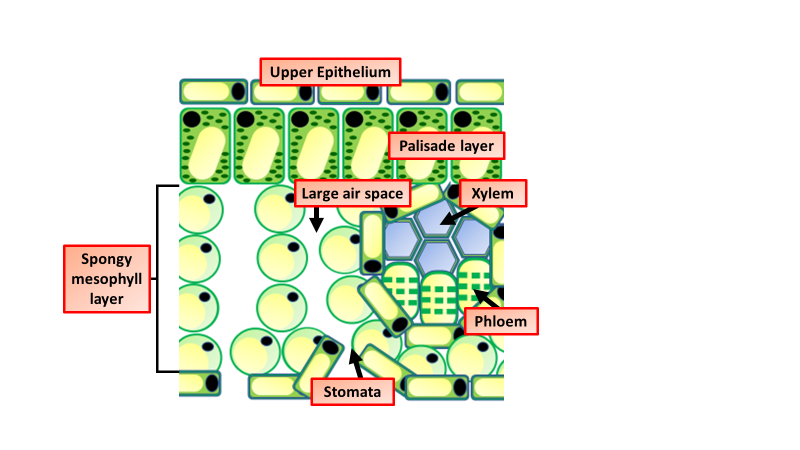 Upper Epithelium
Palisade layer
Large air space
Xylem
Spongy
mesophyll
layer
Phloem
Stomata